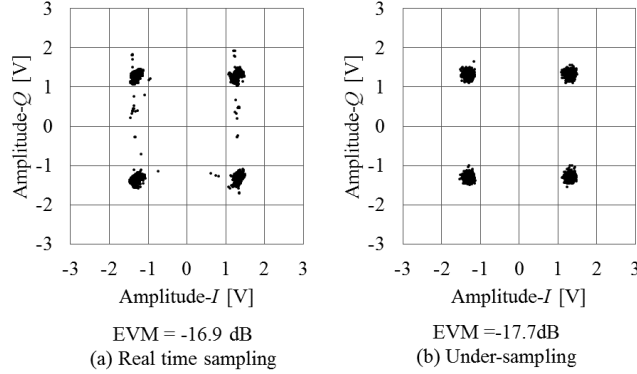 3
2
1
0
-1
-2
-3
Amplitude-Q [V]
-3 -2 -1 0 1 2 3
Amplitude-I [V]
EVM = -16.9 dB
(a) Real time sampling
3
2
1
0
-1
-2
-3
Amplitude-Q [V]
-3 -2 -1 0 1 2 3
Amplitude-I [V]
EVM =-17.7dB
(b) Under-sampling